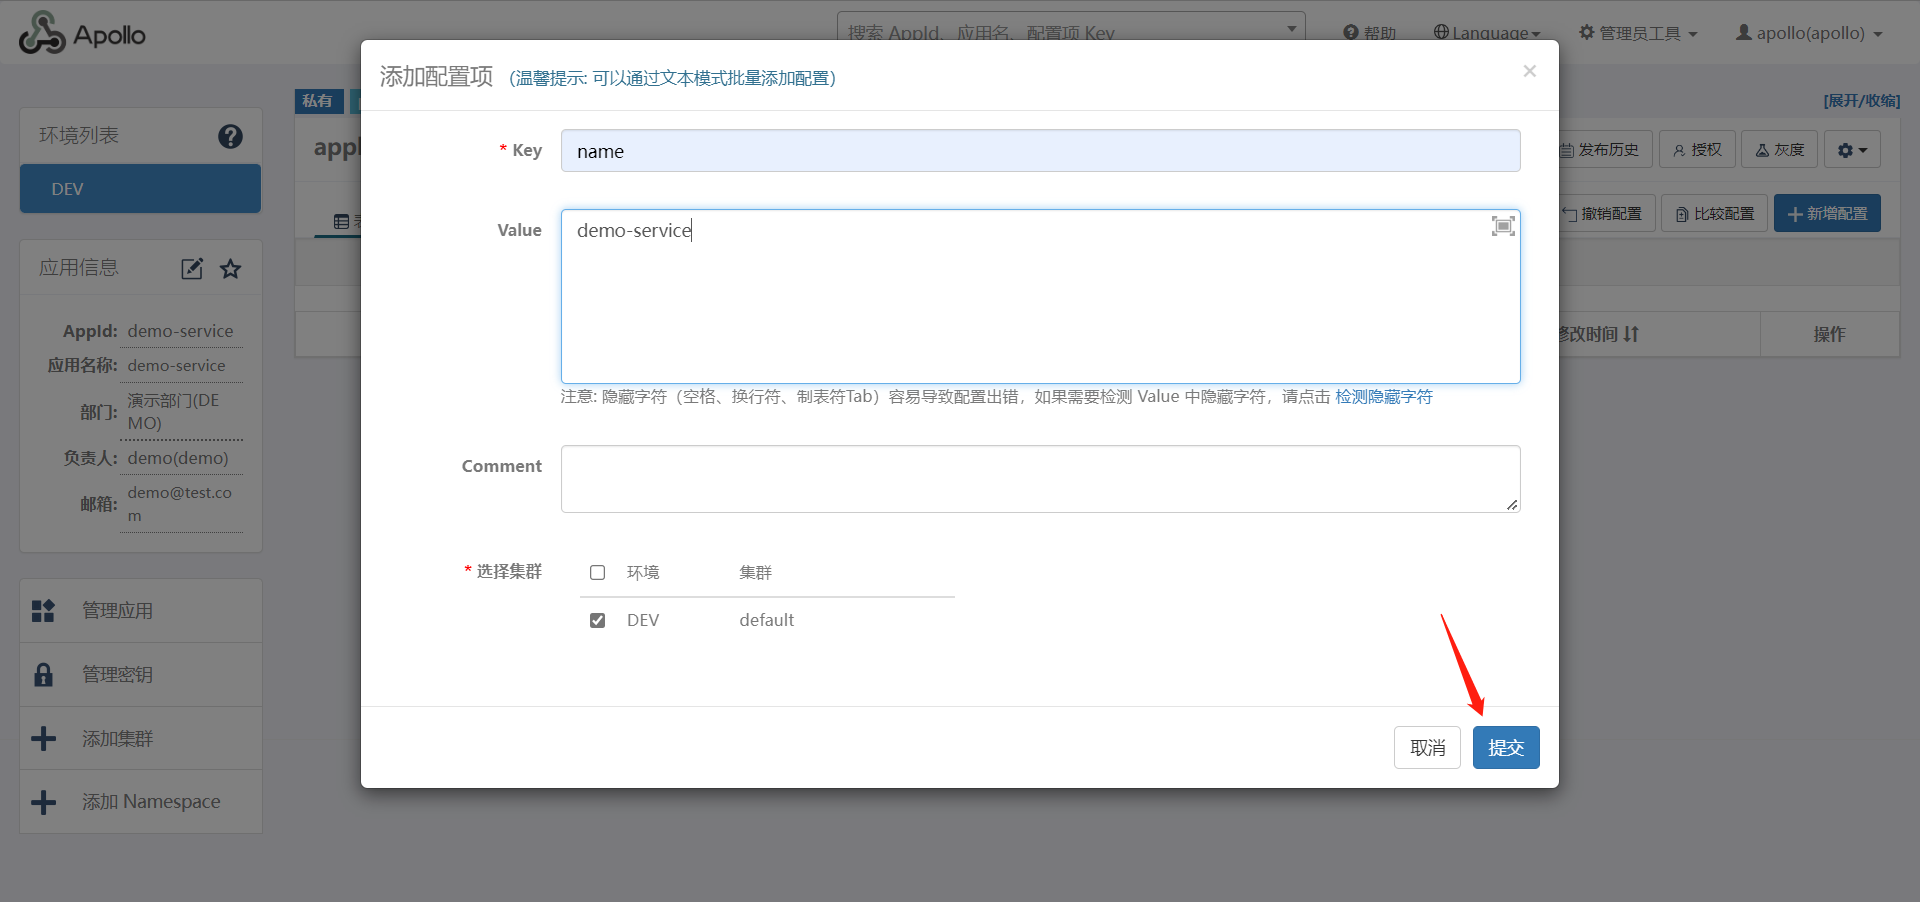 Apollo
搜索 AppId、应用名、配置项 Key
帮助
Language
管理员工具
apollo(apollo)
添加配置项 (温馨提示: 可以通过文本模式批量添加配置)
×
私有
[展开/收缩]
环境列表
DEV
appl
发布历史
授权
灰度
* Key
name
撤销配置
比较配置
新增配置
Value
demo-service
应用信息
AppId: demo-service
应用名称: demo-service
部门: 演示部门(DE
MO)
负责人: demo(demo)
邮箱: demo@test.co
m
修改时间
操作
注意: 隐藏字符（空格、换行符、制表符Tab）容易导致配置出错，如果需要检测 Value 中隐藏字符，请点击 检测隐藏字符
Comment
* 选择集群
环境
集群
DEV
default
管理应用
管理密钥
添加集群
添加 Namespace
取消
提交